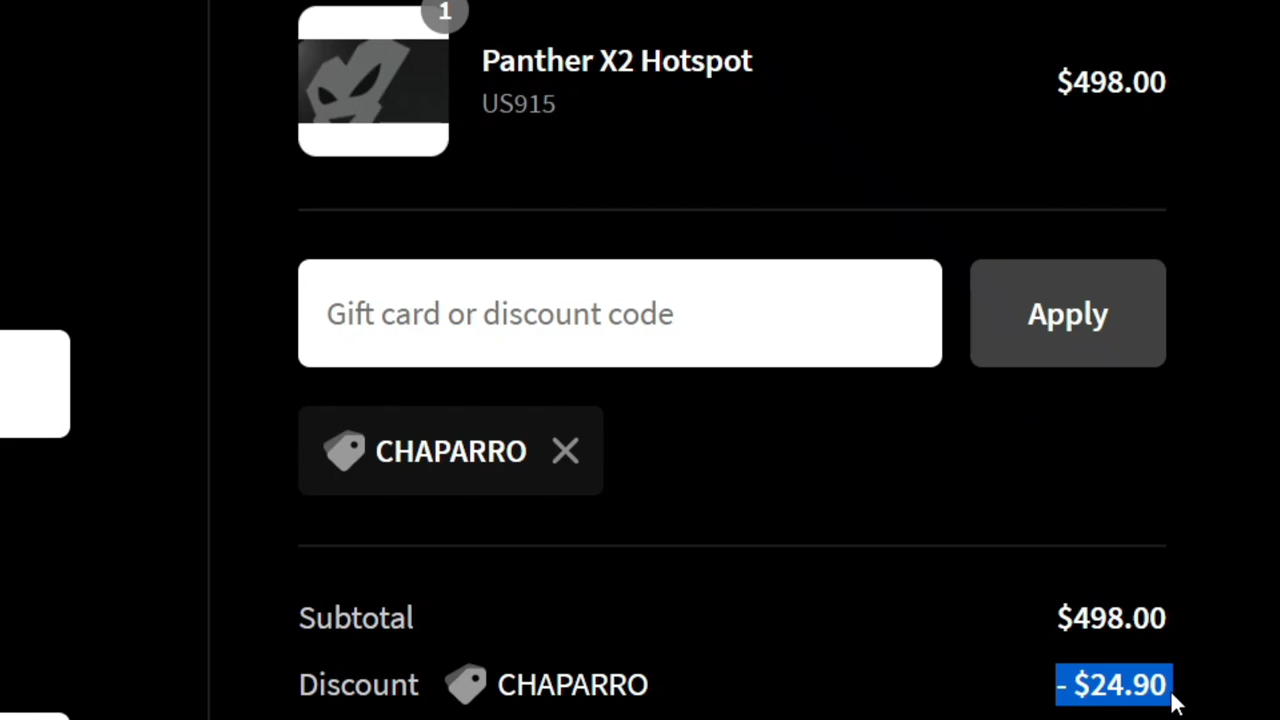 1
Panther X2 Hotspot
US915
$498.00
Gift card or discount code
Apply
CHAPARRO
Subtotal
$498.00
Discount CHAPARRO
- $24.90